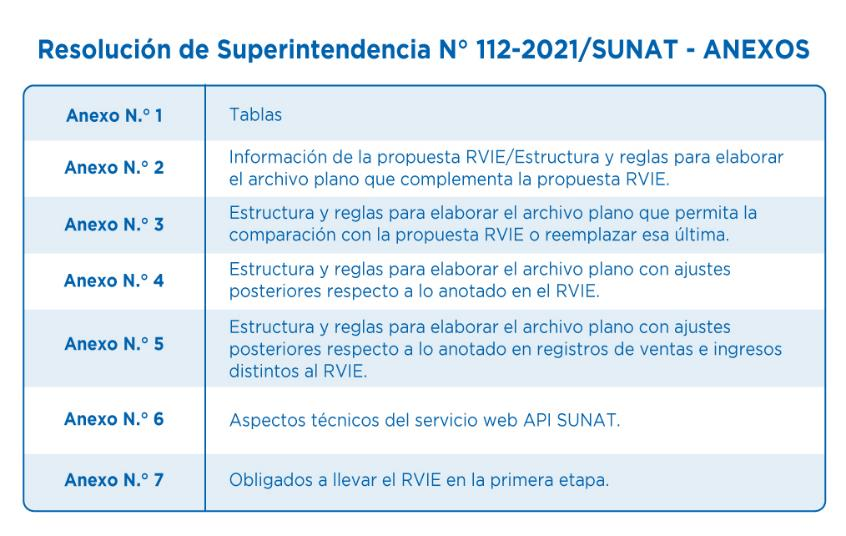 Resolución de Superintendencia N° 112-2021/SUNAT - ANEXOS
Anexo N.° 1
Tablas
Anexo N.° 2
Información de la propuesta RVIE/Estructura y reglas para elaborar
el archivo plano que complementa la propuesta RVIE.
Anexo N.° 3
Estructura y reglas para elaborar el archivo plano que permita la
comparación con la propuesta RVIE o reemplazar esa última.
Anexo N.° 4
Estructura y reglas para elaborar el archivo plano con ajustes
posteriores respecto a lo anotado en el RVIE.
Anexo N.° 5
Estructura y reglas para elaborar el archivo plano con ajustes
posteriores respecto a lo anotado en registros de ventas e ingresos
distintos al RVIE.
Anexo N.° 6
Aspectos técnicos del servicio web API SUNAT.
Anexo N.° 7
Obligados a llevar el RVIE en la primera etapa.